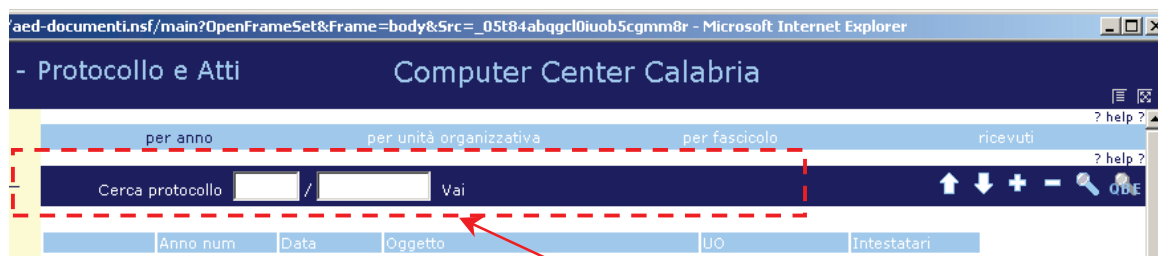 /aed-documenti.nsf/main?OpenFrameSet&Frame=body&Src=_05t84abqgcl0iuob5cgmm8r - Microsoft Internet Explorer
- Protocollo e Atti Computer Center Calabria
? help ?
per anno per unità organizzativa per fascicolo ricevuti
? help ?
Cerca protocollo / Vai QBE
Anno num Data Oggetto UO Intestatari